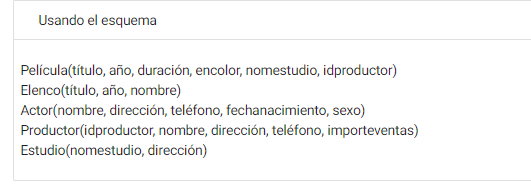 Usando el esquema
Película(título, año, duración, encolor, nomestudio, idproductor)
Elenco(título, año, nombre)
Actor(nombre, dirección, teléfono, fechanacimiento, sexo)
Productor(idproductor, nombre, dirección, teléfono, importeventas)
Estudio(nomestudio, dirección)